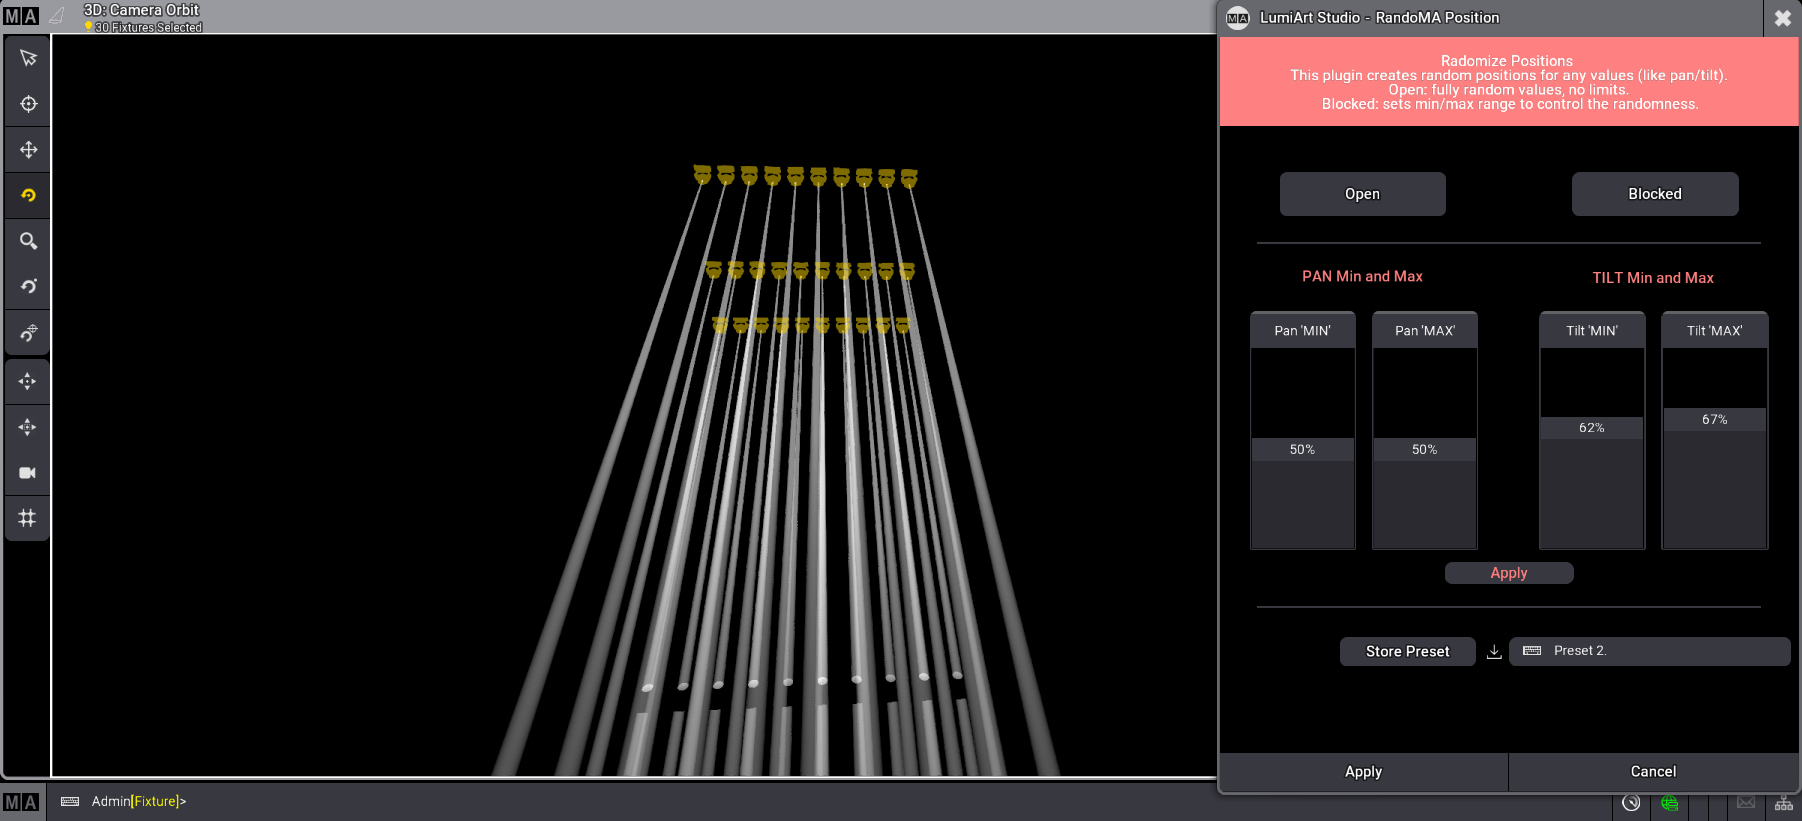 MA
3D: Camera Orbit
30 Fixtures Selected
MA
LumiArt Studio - RandoMA Position
Radomize Positions
This plugin creates random positions for any values (like pan/tilt).
Open: fully random values, no limits.
Blocked: sets min/max range to control the randomness.
Open
Blocked
PAN Min and Max
TILT Min and Max
Pan 'MIN'
Pan 'MAX'
Tilt 'MIN'
Tilt 'MAX'
50%
50%
62%
67%
Apply
Store Preset
Preset 2.
Apply
Cancel
MA
Admin[Fixture]>